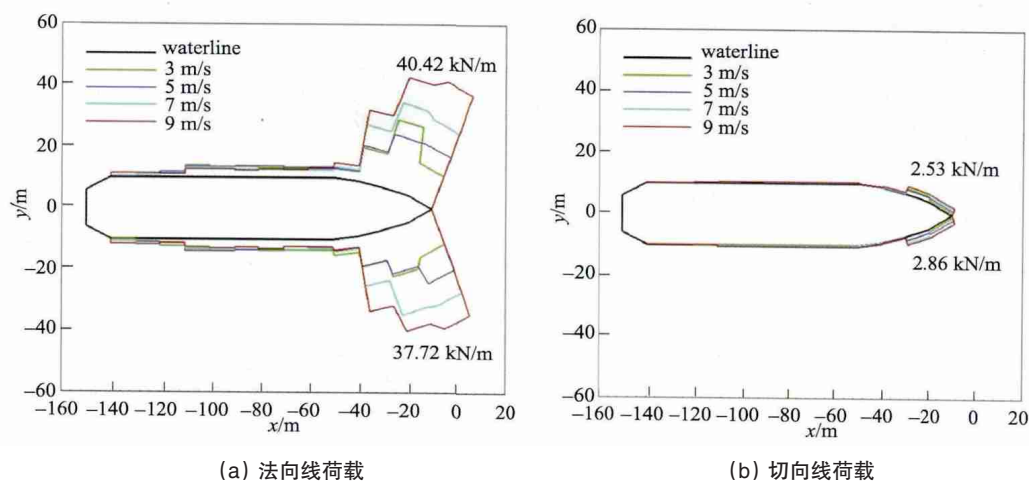 60
40
20
0
−20
−40
−60
y/m
waterline
3 m/s
5 m/s
7 m/s
9 m/s
40.42 kN/m
37.72 kN/m
−160 −140 −120 −100 −80 −60 −40 −20 0 20
x/m
(a) 法向线荷载
60
40
20
0
−20
−40
−60
y/m
waterline
3 m/s
5 m/s
7 m/s
9 m/s
2.53 kN/m
2.86 kN/m
−160 −140 −120 −100 −80 −60 −40 −20 0 20
x/m
(b) 切向线荷载